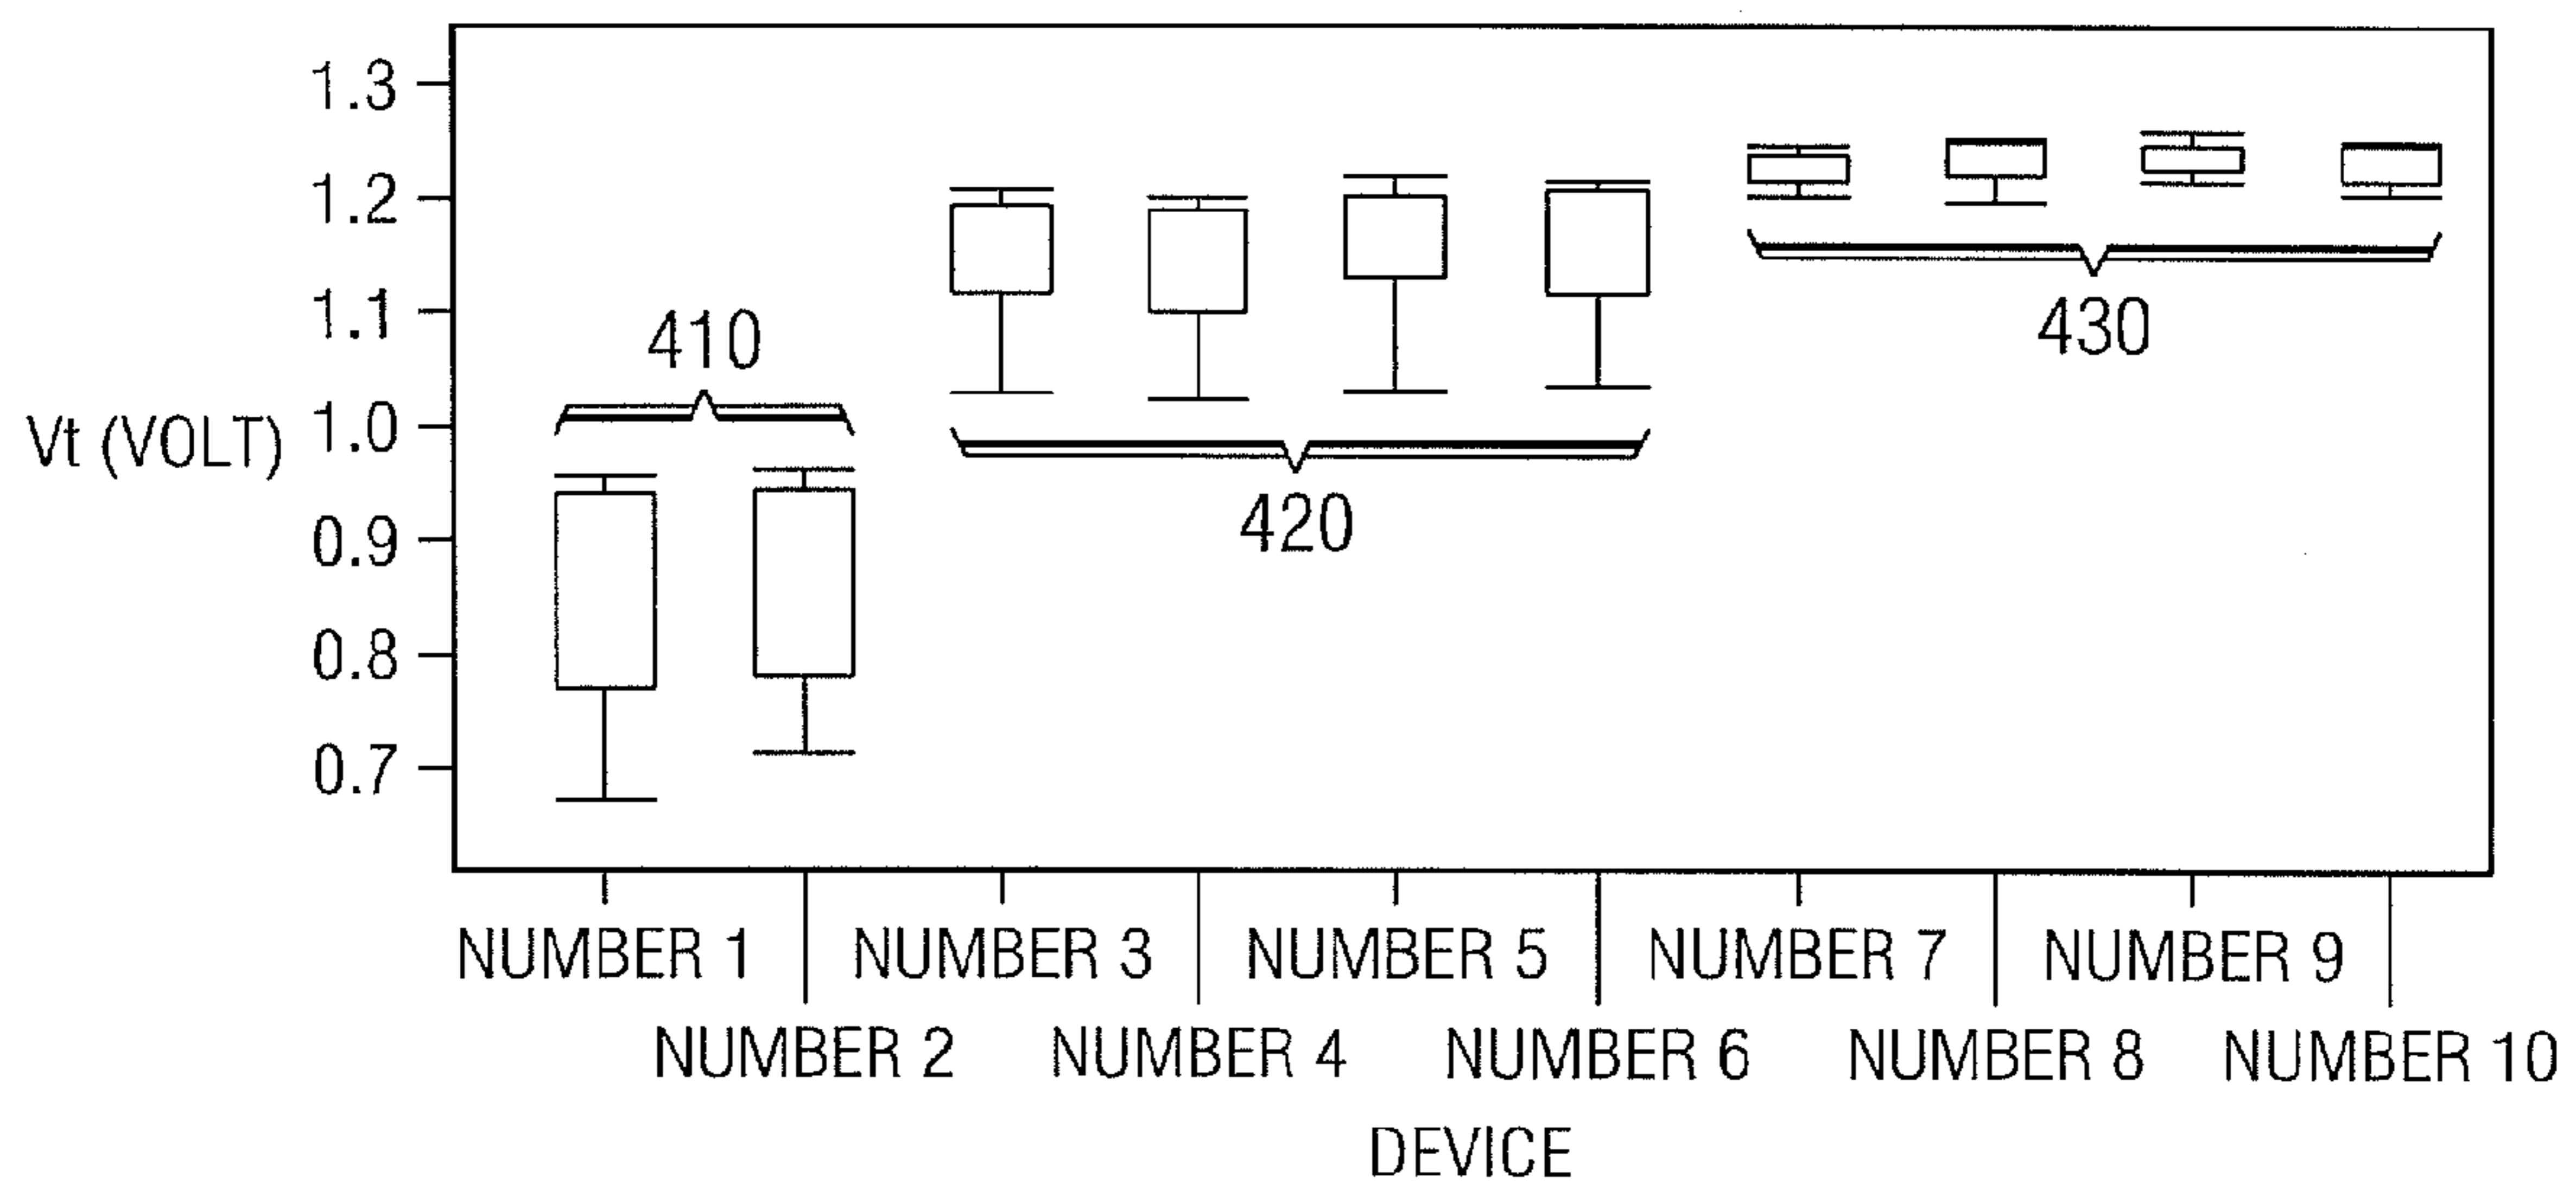 1.3
1.2
1.1
1.0
0.9
0.8
0.7
Vt (VOLT)
410
420
430
NUMBER 1
NUMBER 2
NUMBER 3
NUMBER 4
NUMBER 5
NUMBER 6
NUMBER 7
NUMBER 8
NUMBER 9
NUMBER 10
DEVICE